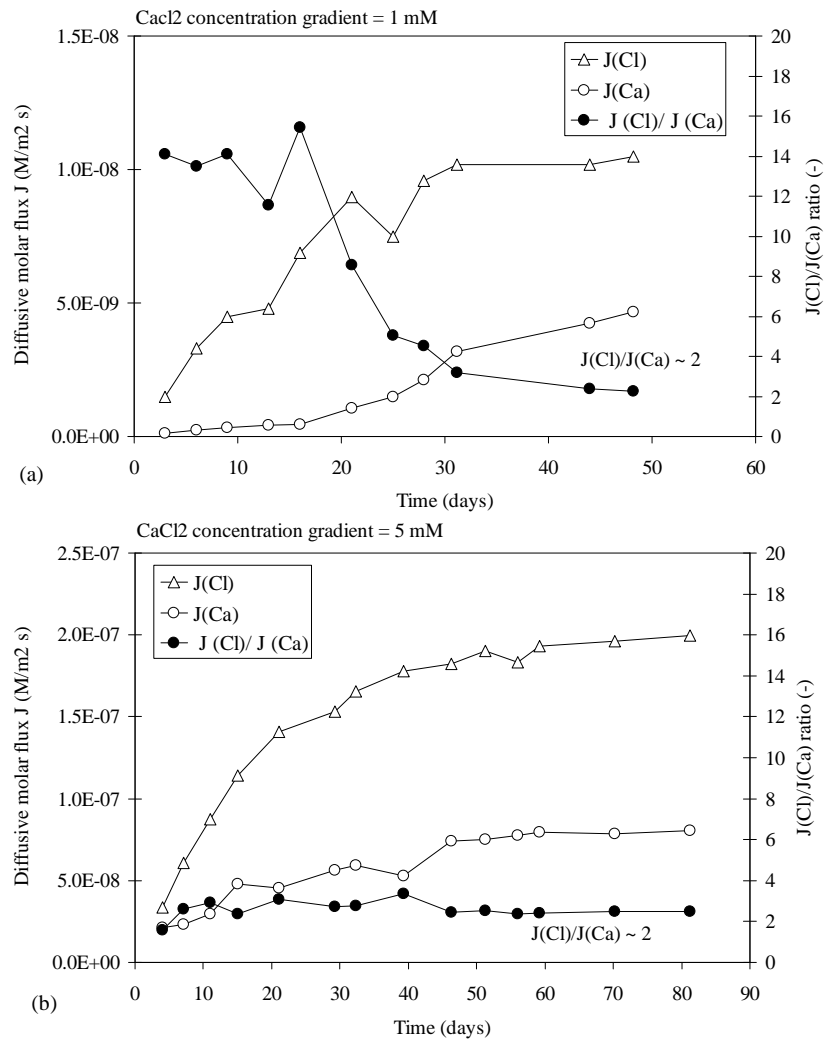 Cacl2 concentration gradient = 1 mM
1.5E-08
1.0E-08
5.0E-09
0.0E+00
Diffusive molar flux J (M/m2 s)
J(Cl)
J(Ca)
J (Cl)/ J (Ca)
20
18
16
14
12
10
8
6
4
2
0
J(Cl)/J(Ca) ratio (-)
J(Cl)/J(Ca) ~ 2
0 10 20 30 40 50 60
Time (days)
(a)
CaCl2 concentration gradient = 5 mM
2.5E-07
2.0E-07
1.5E-07
1.0E-07
5.0E-08
0.0E+00
Diffusive molar flux J (M/m2 s)
J(Cl)
J(Ca)
J (Cl)/ J (Ca)
20
18
16
14
12
10
8
6
4
2
0
J(Cl)/J(Ca) ratio (-)
J(Cl)/J(Ca) ~ 2
0 10 20 30 40 50 60 70 80 90
Time (days)
(b)